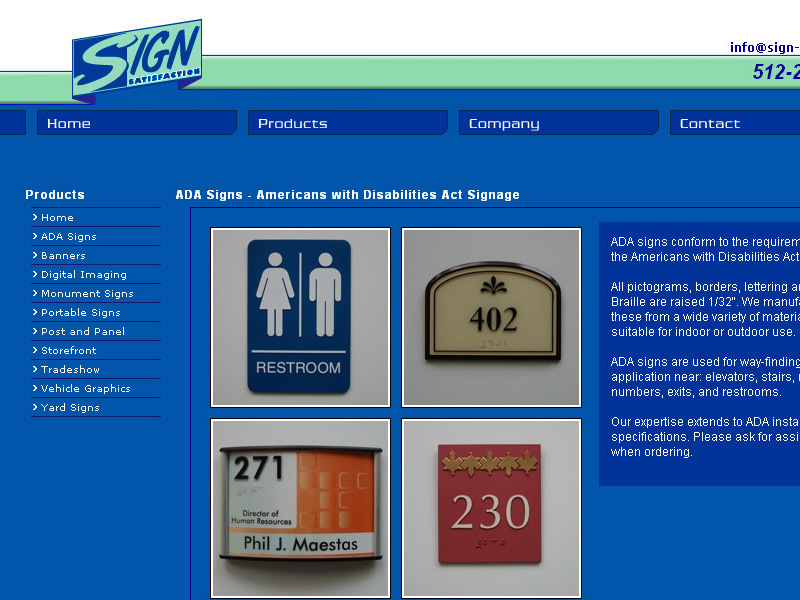 SIGN
SATISFACTION
info@sign-
512-2
Home
Products
Company
Contact
Products
Home
ADA Signs
Banners
Digital Imaging
Monument Signs
Portable Signs
Post and Panel
Storefront
Tradeshow
Vehicle Graphics
Yard Signs
ADA Signs - Americans with Disabilities Act Signage
RESTROOM
402
271
Director of
Human Resources
Phil J. Maestas
230
ADA signs conform to the requirem
the Americans with Disabilities Act
All pictograms, borders, lettering a
Braille are raised 1/32". We manufa
these from a wide variety of materia
suitable for indoor or outdoor use.
ADA signs are used for way-finding
application near: elevators, stairs,
numbers, exits, and restrooms.
Our expertise extends to ADA insta
specifications. Please ask for assi
when ordering.